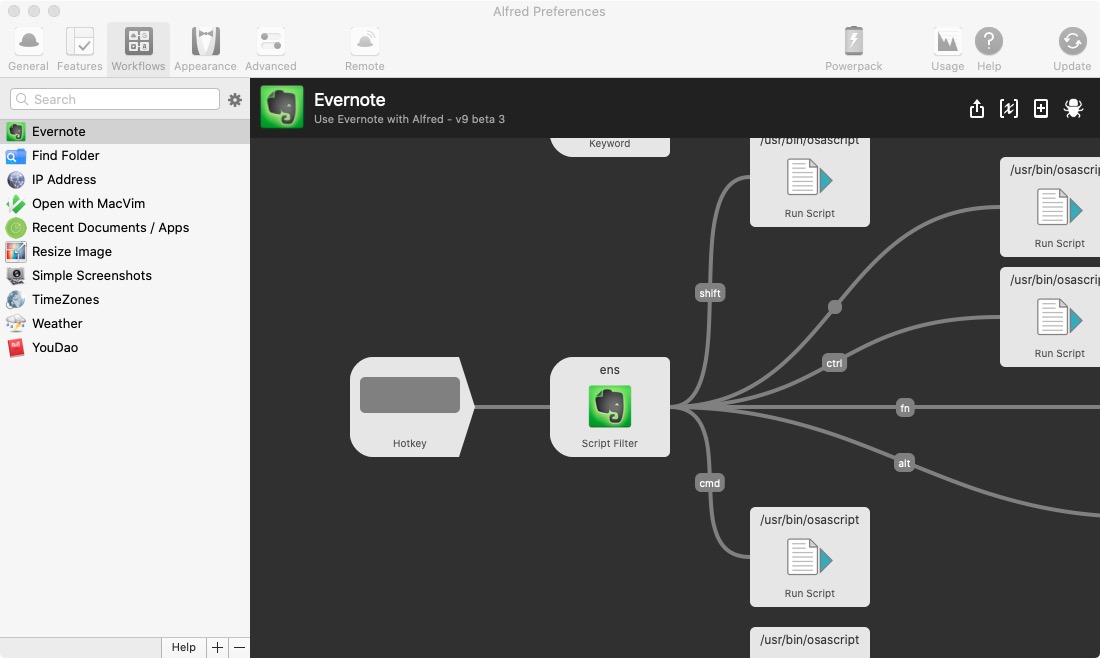 Alfred Preferences
General
Features
Workflows
Appearance
Advanced
Remote
Powerpack
Usage
Help
Update
Search
Evernote
Use Evernote with Alfred - v9 beta 3
Evernote
Find Folder
IP Address
Open with MacVim
Recent Documents / Apps
Resize Image
Simple Screenshots
TimeZones
Weather
YouDao
Help
Keyword
/usr/bin/osascript
Run Script
/usr/bin/osascrip
Run Script
/usr/bin/osascrip
Run Script
shift
ctrl
fn
alt
cmd
Hotkey
ens
Script Filter
/usr/bin/osascript
Run Script
/usr/bin/osascript